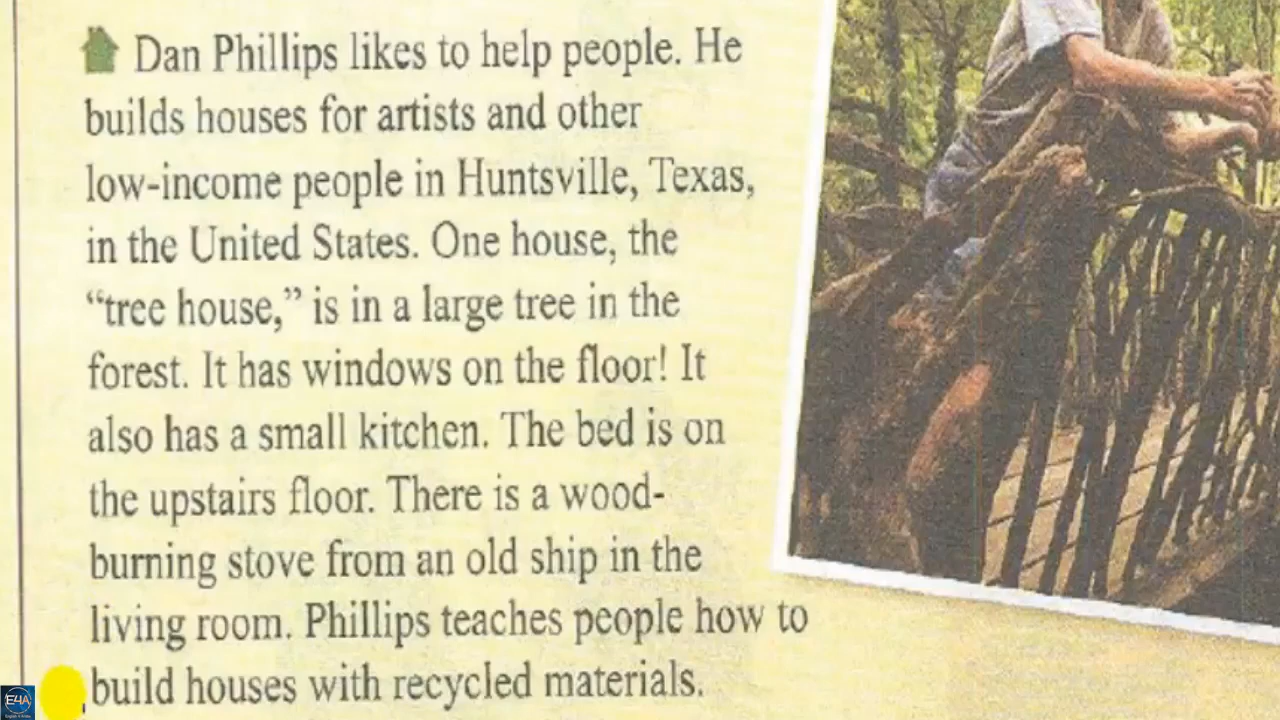 Dan Phillips likes to help people. He
builds houses for artists and other
low-income people in Huntsville, Texas,
in the United States. One house, the
“tree house,” is in a large tree in the
forest. It has windows on the floor! It
also has a small kitchen. The bed is on
the upstairs floor. There is a wood-
burning stove from an old ship in the
living room. Phillips teaches people how to
build houses with recycled materials.
E4A